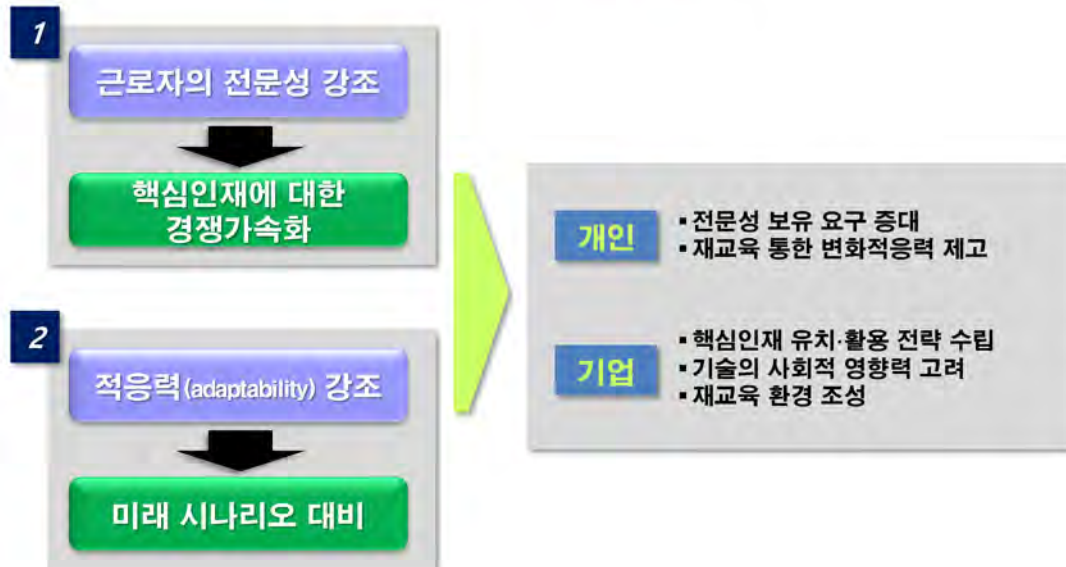 1
근로자의 전문성 강조
핵심인재에 대한
경쟁가속화
2
적응력(adaptability) 강조
미래 시나리오 대비
개인
▪전문성 보유 요구 증대
▪재교육 통한 변화적응력 제고
기업
▪핵심인재 유치·활용 전략 수립
▪기술의 사회적 영향력 고려
▪재교육 환경 조성